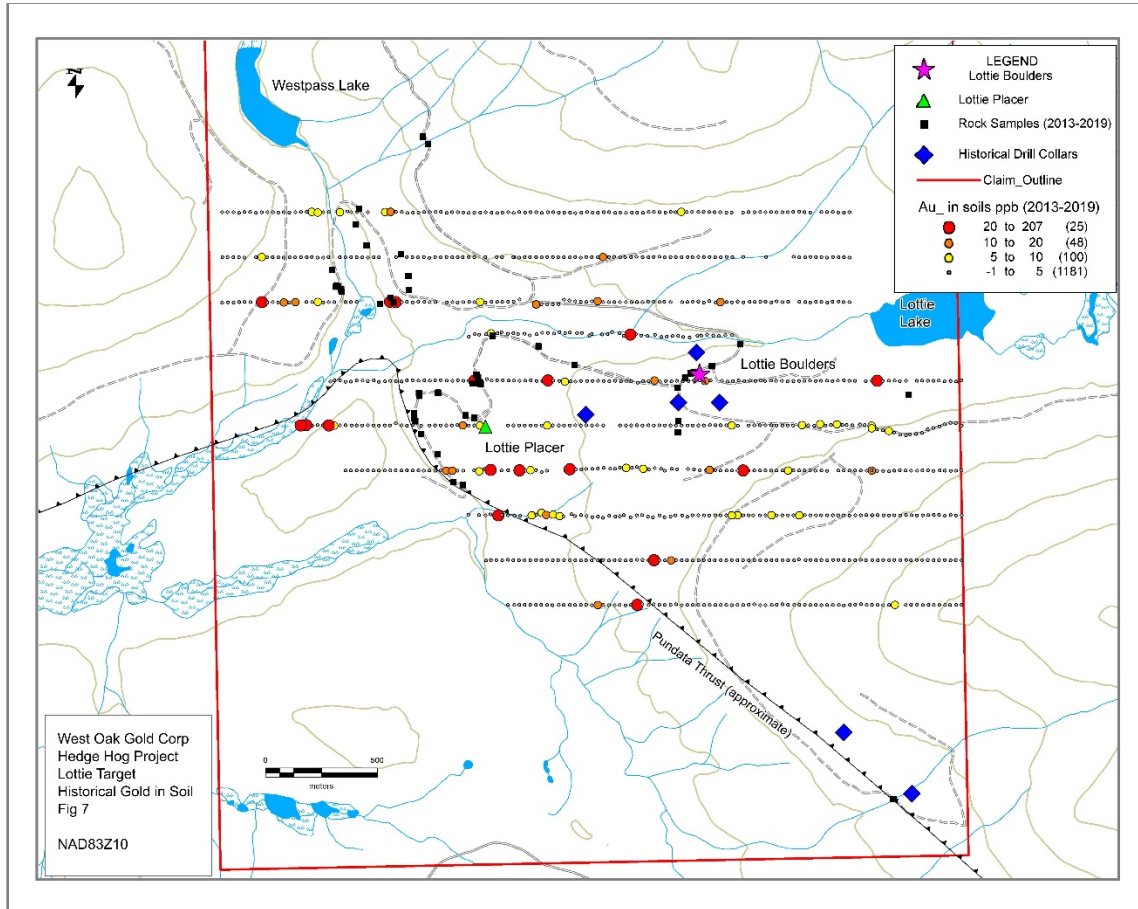 Z
Westpass Lake
LEGEND
Lottie Boulders
Lottie Placer
Rock Samples (2013-2019)
Historical Drill Collars
Claim_Outline
Au_ in soils ppb (2013-2019)
20 to 207 (25)
10 to 20 (48)
5 to 10 (100)
-1 to 5 (1181)
Lottie
Lake
Lottie Boulders
Lottie Placer
Pundata Thrust (approximate)
West Oak Gold Corp
Hedge Hog Project
Lottie Target
Historical Gold in Soil
Fig 7
NAD83Z10
0 500
meters